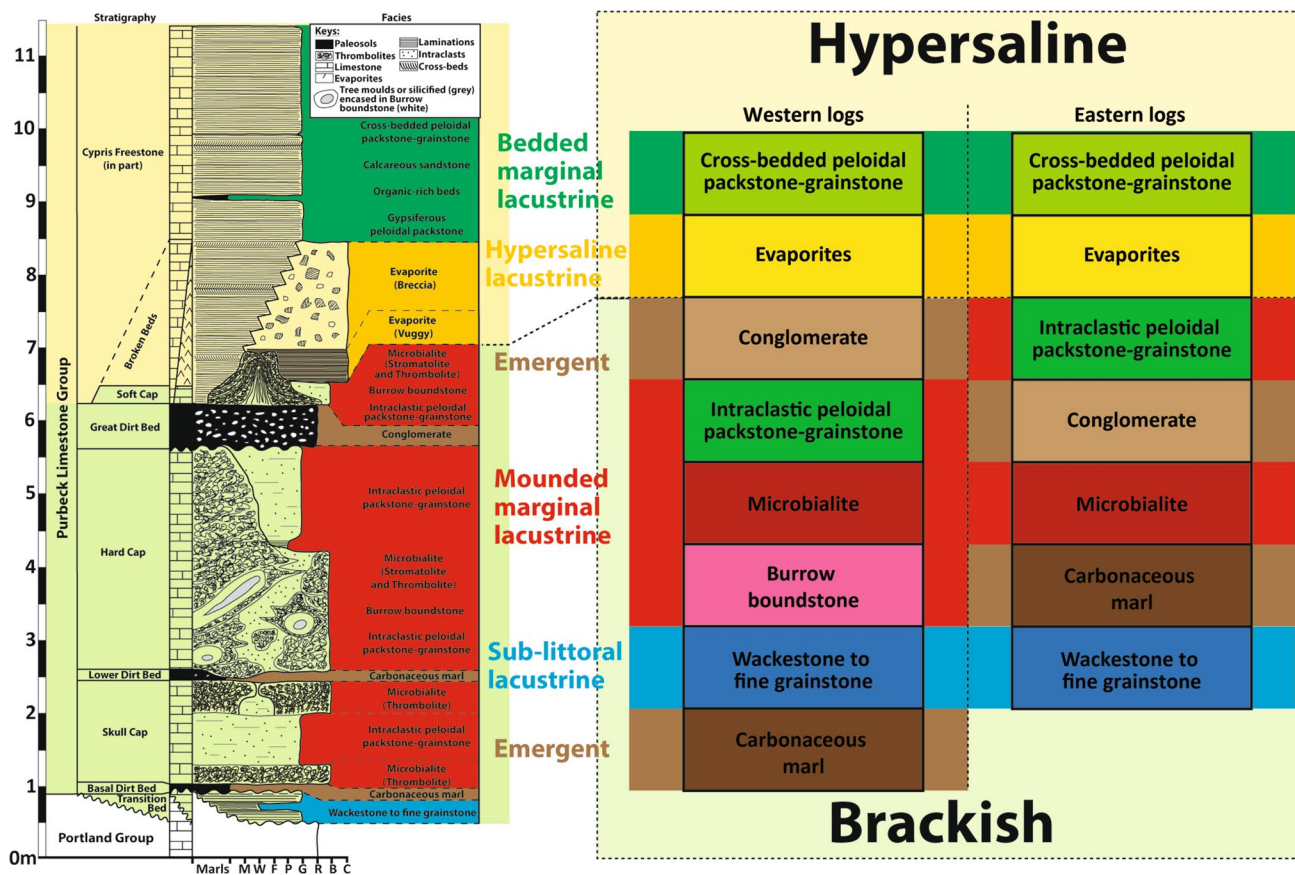 Stratigraphy
Facies
Keys:
Paleosols
Thrombolites
Limestone
Evaporites
Laminations
Intraclasts
Cross-beds
Tree moulds or silicified (grey)
encased in Burrow
boundstone (white)
11
10
9
8
7
6
5
4
3
2
1
0m
Purbeck Limestone Group
Cypris Freestone
(in part)
Broken Beds
Soft Cap
Great Dirt Bed
Hard Cap
Lower Dirt Bed
Skull Cap
Basal Dirt Bed
Transition
Bed
Portland Group
Marls M W F P G R B C
Cross-bedded peloidal
packstone-grainstone
Calcareous sandstone
Organic-rich beds
Gypsiferous
peloidal packstone
Evaporite
(Breccia)
Evaporite
(Vuggy)
Microbialite
(Stromatolite
and Thrombolite)
Burrow boundstone
Intraclastic peloidal
packstone-grainstone
Conglomerate
Intraclastic peloidal
packstone-grainstone
Microbialite
(Stromatolite
and Thrombolite)
Burrow boundstone
Intraclastic peloidal
packstone-grainstone
Carbonaceous marl
Microbialite
(Thrombolite)
Intraclastic peloidal
packstone-grainstone
Microbialite
(Thrombolite)
Carbonaceous marl
Wackestone to fine grainstone
Bedded
marginal
lacustrine
Hypersaline
lacustrine
Emergent
Mounded
marginal
lacustrine
Sub-littoral
lacustrine
Emergent
Hypersaline
Western logs
Cross-bedded peloidal
packstone-grainstone
Evaporites
Conglomerate
Intraclastic peloidal
packstone-grainstone
Microbialite
Burrow
boundstone
Wackestone to
fine grainstone
Carbonaceous
marl
Eastern logs
Cross-bedded peloidal
packstone-grainstone
Evaporites
Intraclastic peloidal
packstone-grainstone
Conglomerate
Microbialite
Carbonaceous
marl
Wackestone to
fine grainstone
Brackish